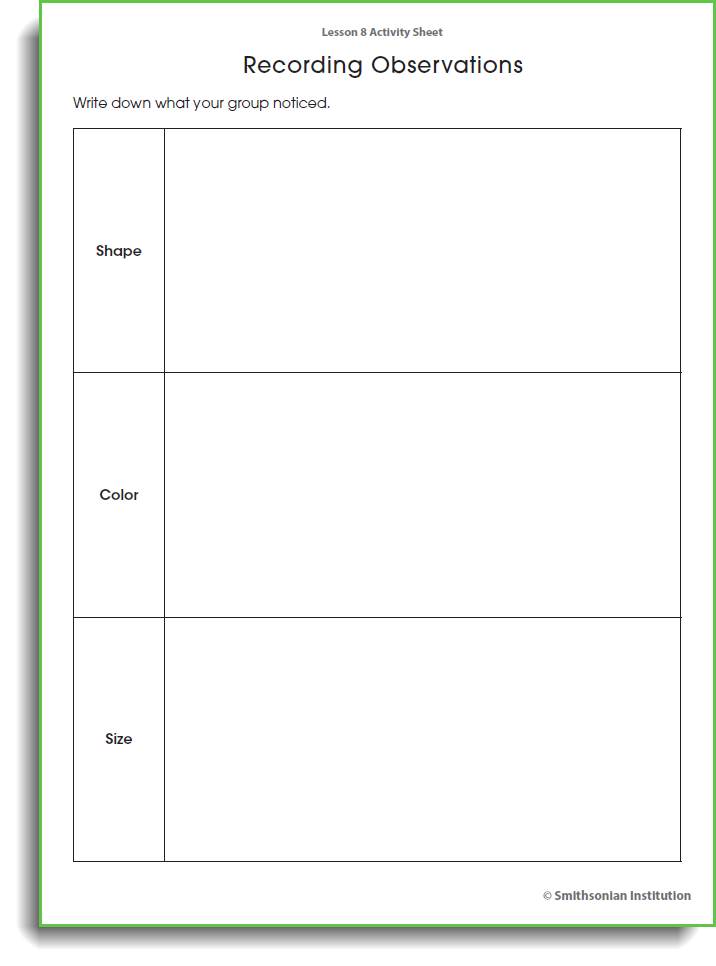 Lesson 8 Activity Sheet
Recording Observations
Write down what your group noticed.
Shape
Color
Size
© Smithsonian Institution